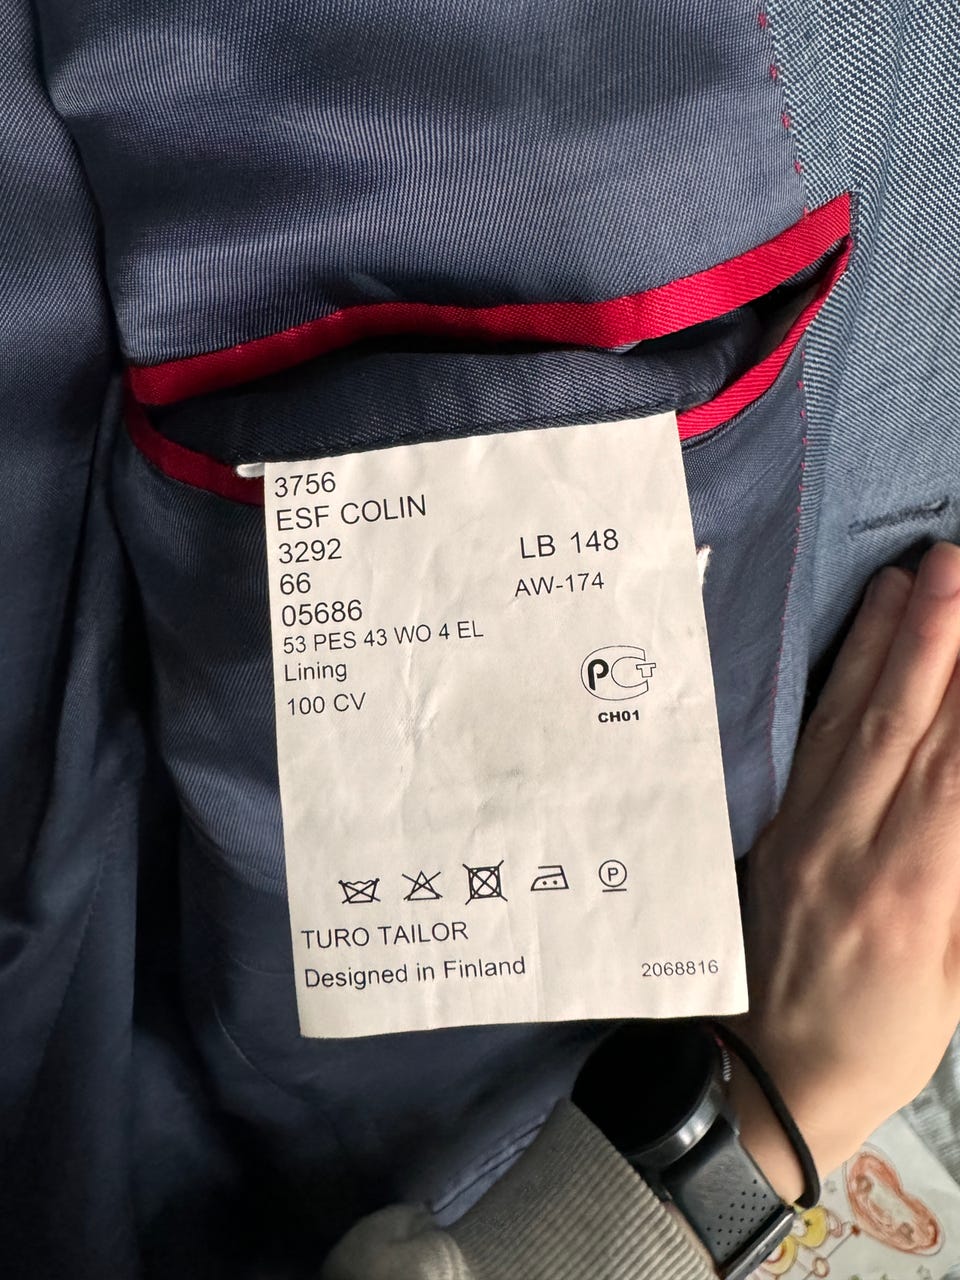 3756
ESF COLIN
3292
LB 148
66
AW-174
05686
53 PES 43 WO 4 EL
Lining
100 CV
РСТ
CH01
P
TURO TAILOR
Designed in Finland
2068816